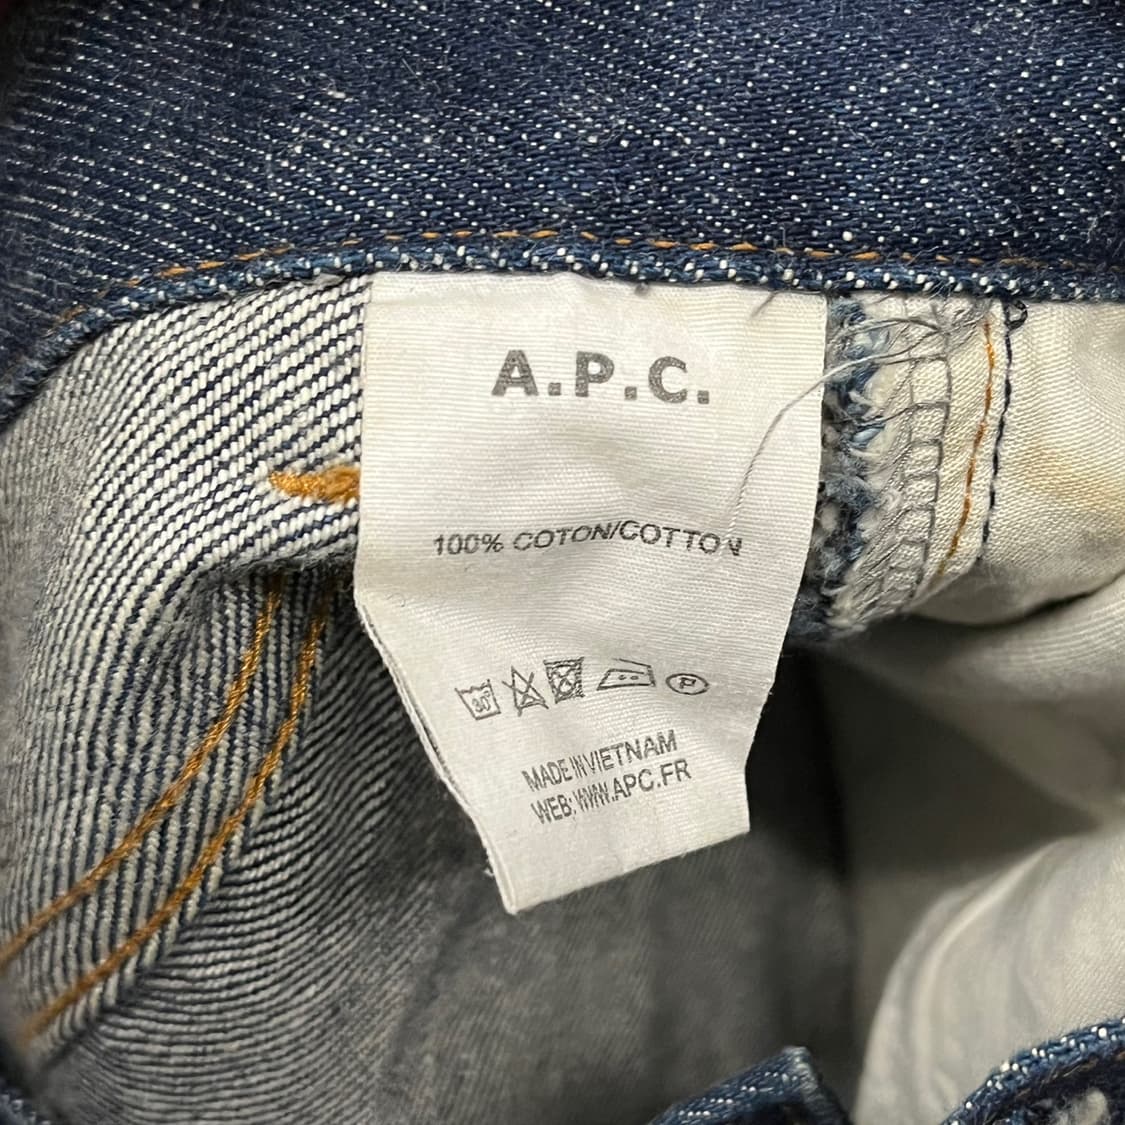 A.P.C.
100% COTON/COTTON
30° P
MADE IN VIETNAM
WEB: WWW.APC.FR